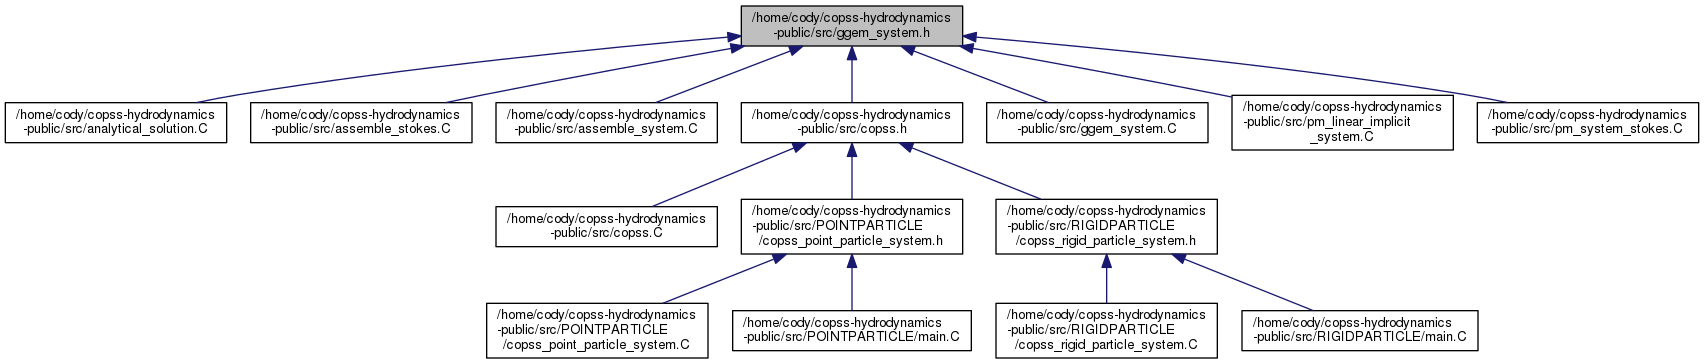 /home/cody/copss-hydrodynamics
-public/src/ggem_system.h
/home/cody/copss-hydrodynamics
-public/src/analytical_solution.C
/home/cody/copss-hydrodynamics
-public/src/assemble_stokes.C
/home/cody/copss-hydrodynamics
-public/src/assemble_system.C
/home/cody/copss-hydrodynamics
-public/src/copss.h
/home/cody/copss-hydrodynamics
-public/src/ggem_system.C
/home/cody/copss-hydrodynamics
-public/src/pm_linear_implicit
_system.C
/home/cody/copss-hydrodynamics
-public/src/pm_system_stokes.C
/home/cody/copss-hydrodynamics
-public/src/copss.C
/home/cody/copss-hydrodynamics
-public/src/POINTPARTICLE
/copss_point_particle_system.h
/home/cody/copss-hydrodynamics
-public/src/RIGIDPARTICLE
/copss_rigid_particle_system.h
/home/cody/copss-hydrodynamics
-public/src/POINTPARTICLE
/copss_point_particle_system.C
/home/cody/copss-hydrodynamics
-public/src/POINTPARTICLE/main.C
/home/cody/copss-hydrodynamics
-public/src/RIGIDPARTICLE
/copss_rigid_particle_system.C
/home/cody/copss-hydrodynamics
-public/src/RIGIDPARTICLE/main.C